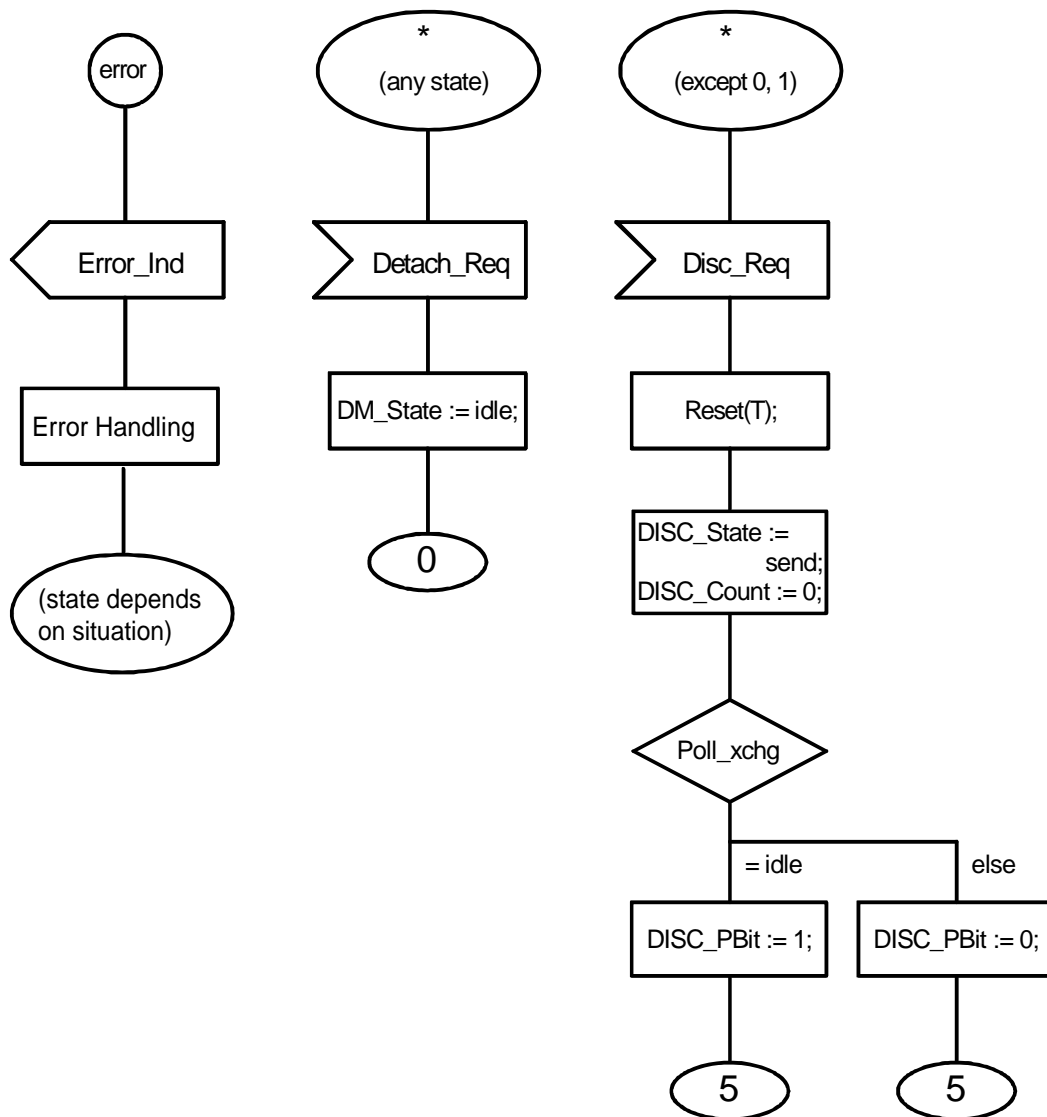 error
Error_Ind
Error Handling
(state depends
on situation)
*
(any state)
Detach_Req
DM_State := idle;
0
*
(except 0, 1)
Disc_Req
Reset(T);
DISC_State :=
send;
DISC_Count := 0;
Poll_xchg
= idle
else
DISC_PBit := 1;
DISC_PBit := 0;
5
5